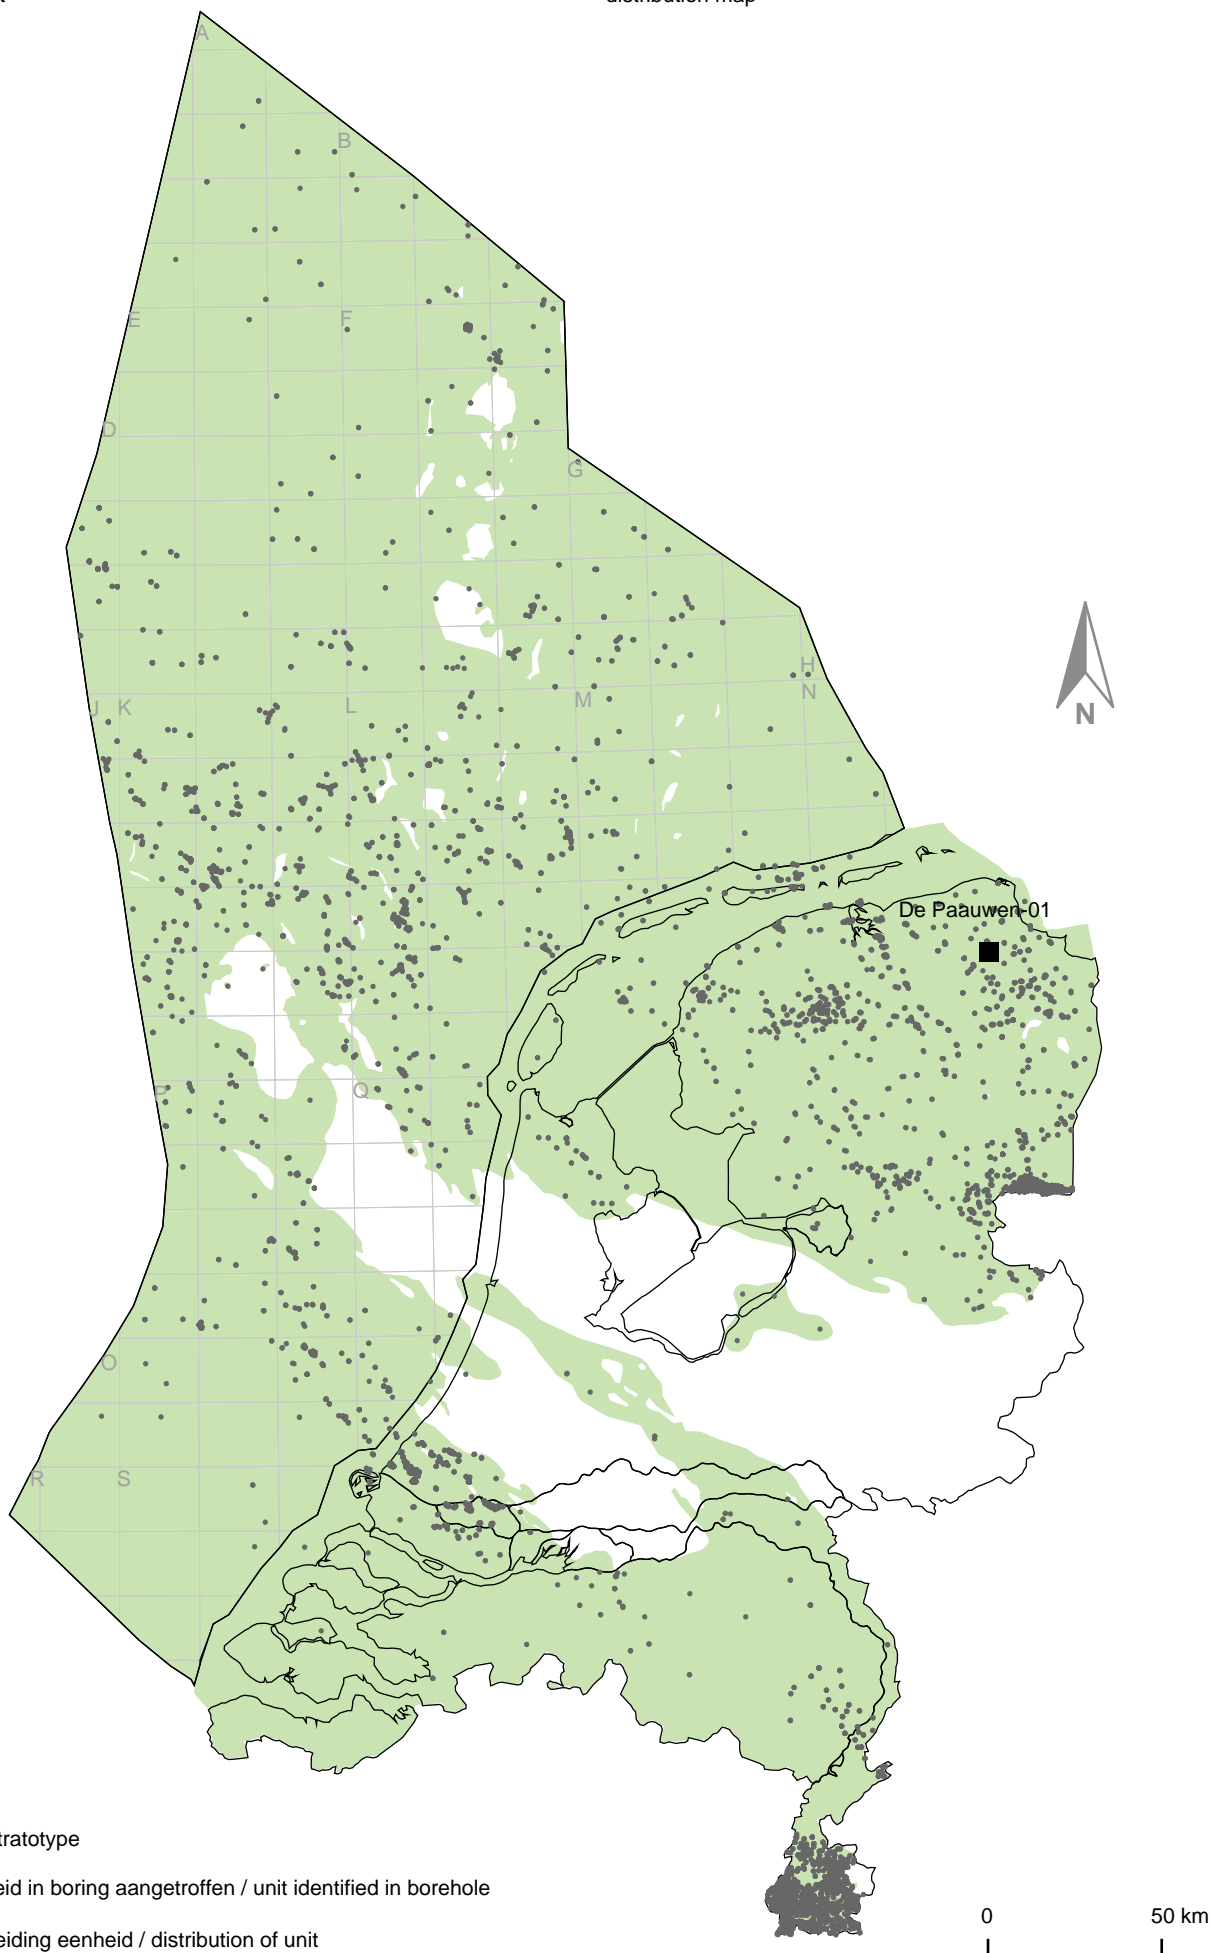 distribution map
A
B
E
F
D
G
H
N
J
K
L
M
De Paauwen-01
N
P
Q
O
R
S
tratotype
eid in boring aangetroffen / unit identified in borehole
eiding eenheid / distribution of unit
0
50 km